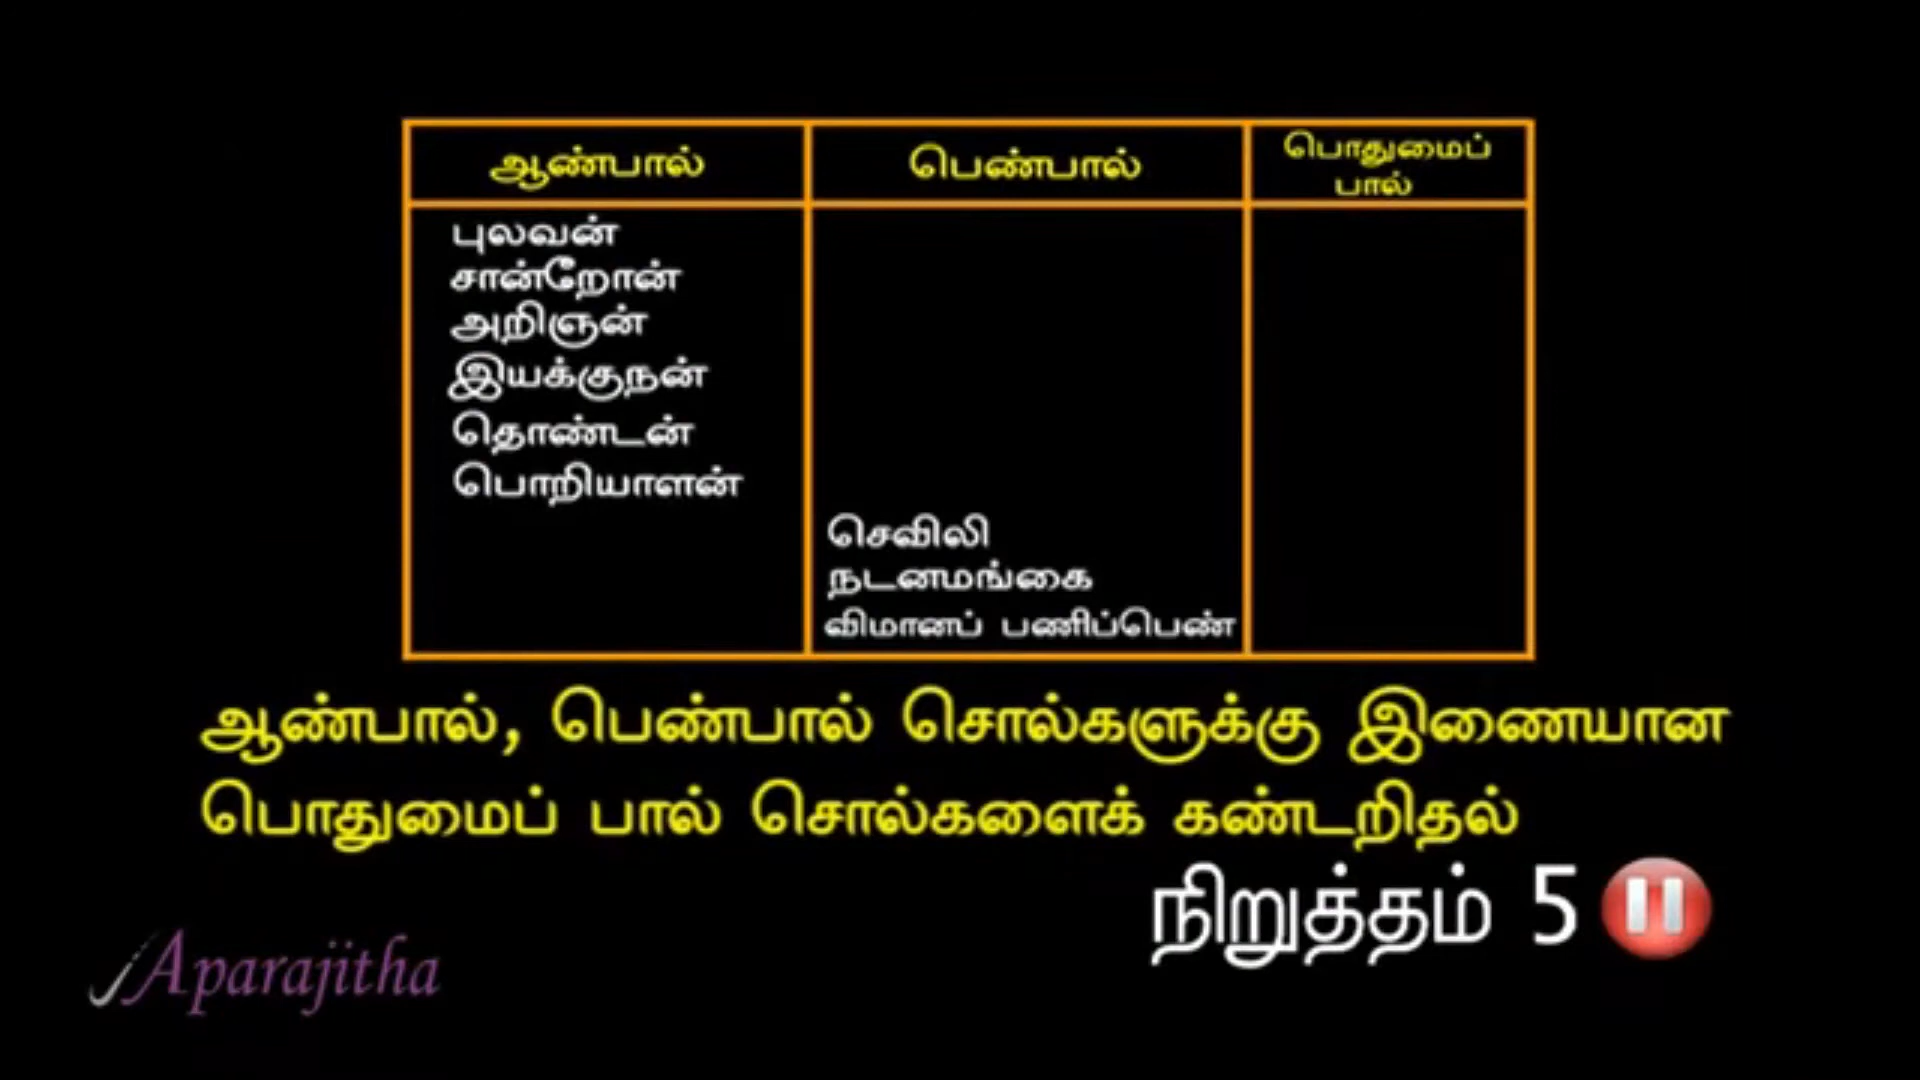 ஆண்பால்
பெண்பால்
பொதுமைப்
பால்
புலவன்
சான்றோன்
அறிஞன்
இயக்குநன்
தொண்டன்
பொறியாளன்
செவிலி
நடனமங்கை
விமானப் பணிப்பெண்
ஆண்பால், பெண்பால் சொல்களுக்கு இணையான
பொதுமைப் பால் சொல்களைக் கண்டறிதல்
நிறுத்தம் 5
Aparajitha